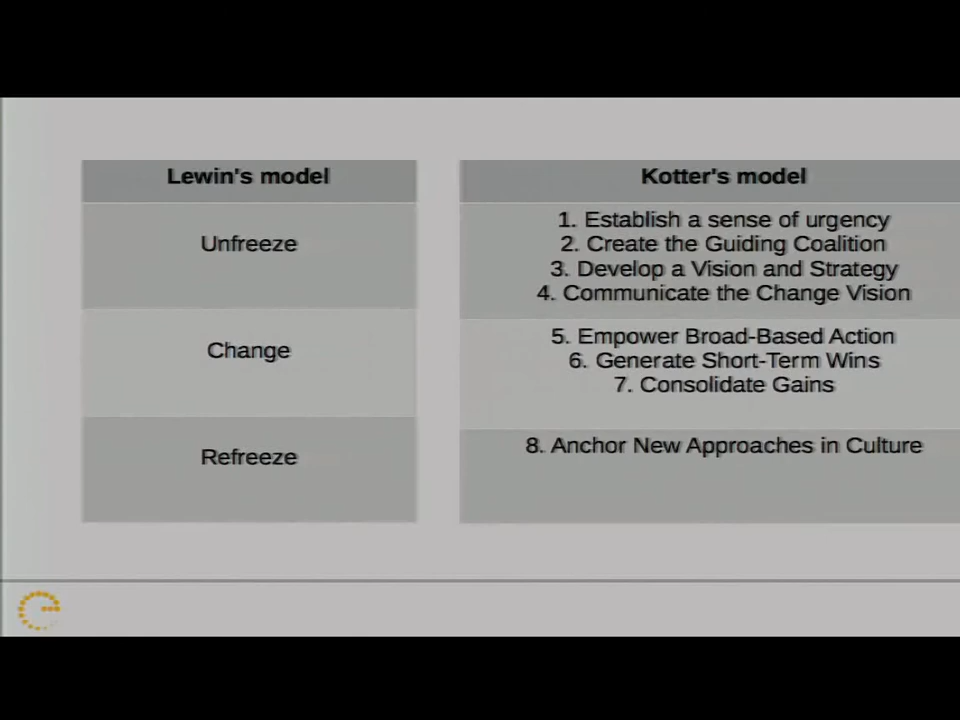 Lewin's model
Unfreeze
Change
Refreeze
Kotter's model
1. Establish a sense of urgency
2. Create the Guiding Coalition
3. Develop a Vision and Strategy
4. Communicate the Change Vision
5. Empower Broad-Based Action
6. Generate Short-Term Wins
7. Consolidate Gains
8. Anchor New Approaches in Culture